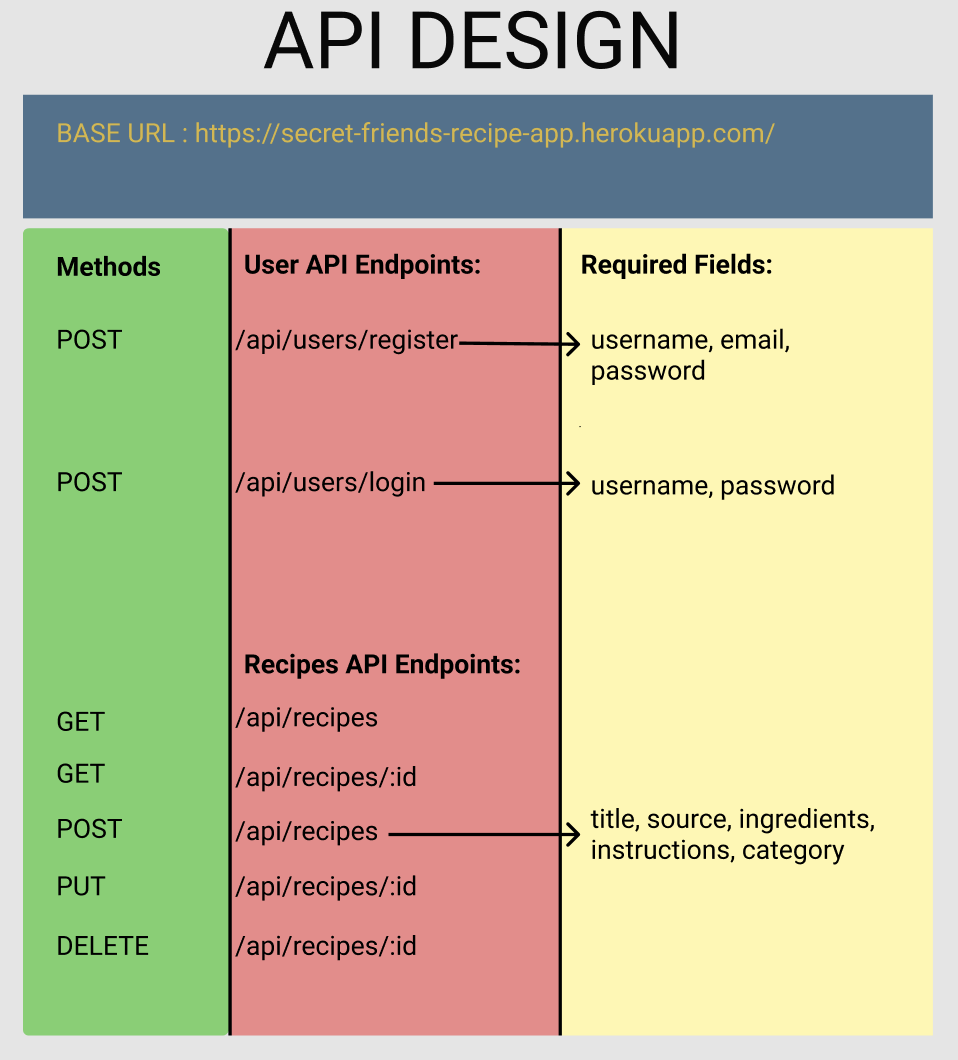 API DESIGN
BASE URL : https://secret-friends-recipe-app.herokuapp.com/
Methods User API Endpoints: Required Fields:
POST /api/users/register username, email,
password
POST /api/users/login username, password
Recipes API Endpoints:
GET /api/recipes
GET /api/recipes/:id
POST /api/recipes title, source, ingredients,
instructions, category
PUT /api/recipes/:id
DELETE /api/recipes/:id